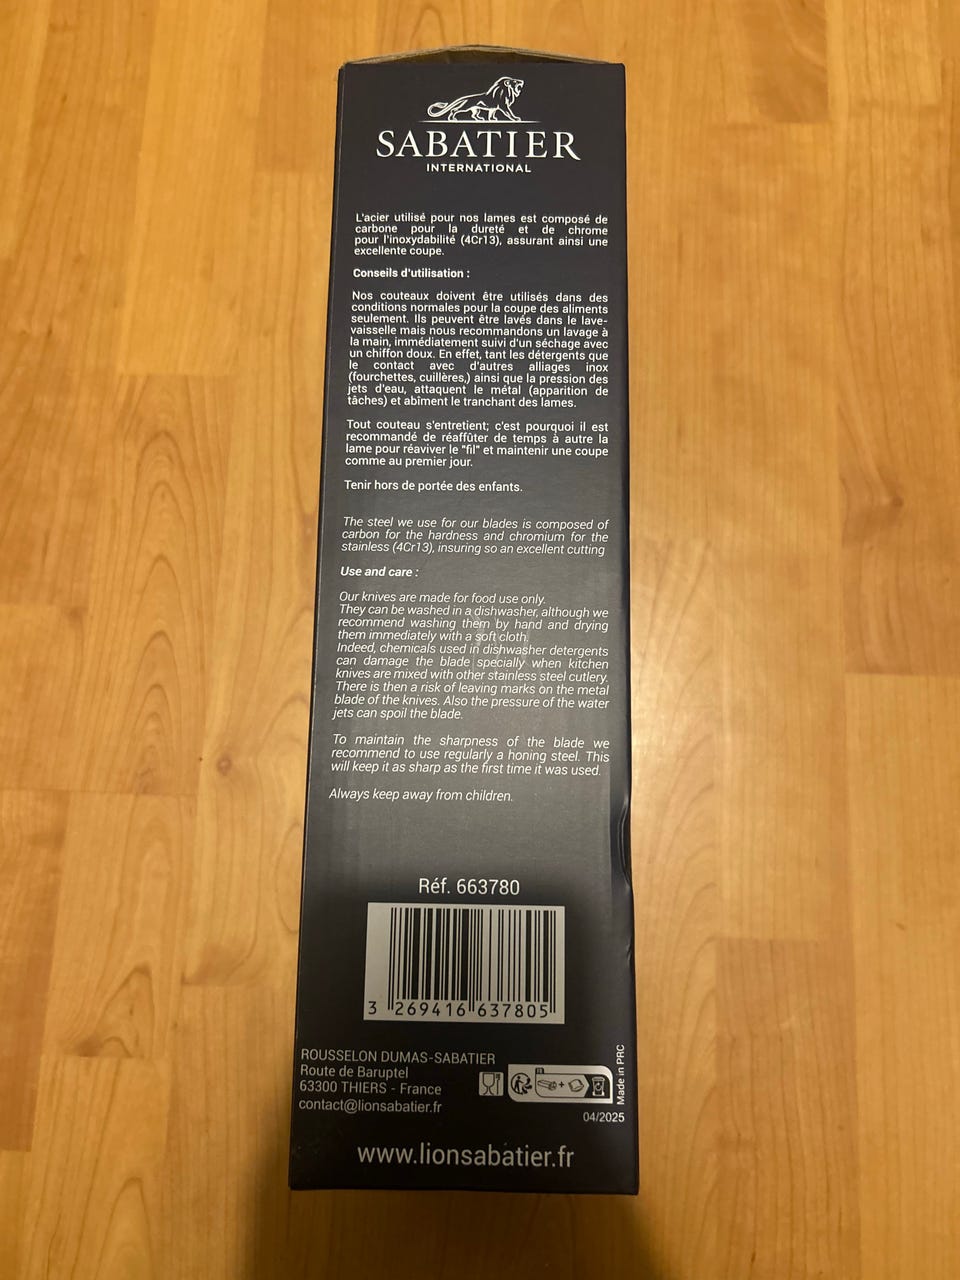 SABATIER
INTERNATIONAL
L'acier utilisé pour nos lames est composé de
carbone pour la dureté et de chrome
pour l'inoxydabilité (4Cr13), assurant ainsi une
excellente coupe.
Conseils d'utilisation :
Nos couteaux doivent être utilisés dans des
conditions normales pour la coupe des aliments
seulement. Ils peuvent être lavés dans le lave-
vaisselle mais nous recommandons un lavage à
la main, immédiatement suivi d'un séchage avec
un chiffon doux. En effet, tant les détergents que
le contact avec d'autres alliages inox
(fourchettes, cuillères,) ainsi que la pression des
jets d'eau, attaquent le métal (apparition de
tâches) et abîment le tranchant des lames.
Tout couteau s'entretient; c'est pourquoi il est
recommandé de réaffûter de temps à autre la
lame pour réaviver le "fil" et maintenir une coupe
comme au premier jour.
Tenir hors de portée des enfants.
The steel we use for our blades is composed of
carbon for the hardness and chromium for the
stainless (4Cr13), insuring so an excellent cutting
Use and care :
Our knives are made for food use only.
They can be washed in a dishwasher, although we
recommend washing them by hand and drying
them immediately with a soft cloth.
Indeed, chemicals used in dishwasher detergents
can damage the blade specially when kitchen
knives are mixed with other stainless steel cutlery.
There is then a risk of leaving marks on the metal
blade of the knives. Also the pressure of the water
jets can spoil the blade.
To maintain the sharpness of the blade we
recommend to use regularly a honing steel. This
will keep it as sharp as the first time it was used.
Always keep away from children.
Réf. 663780
3 269416 637805
ROUSSELON DUMAS-SABATIER
Route de Baruptel
63300 THIERS - France
contact@lionsabatier.fr
FR
+
Made in PRC
04/2025
www.lionsabatier.fr